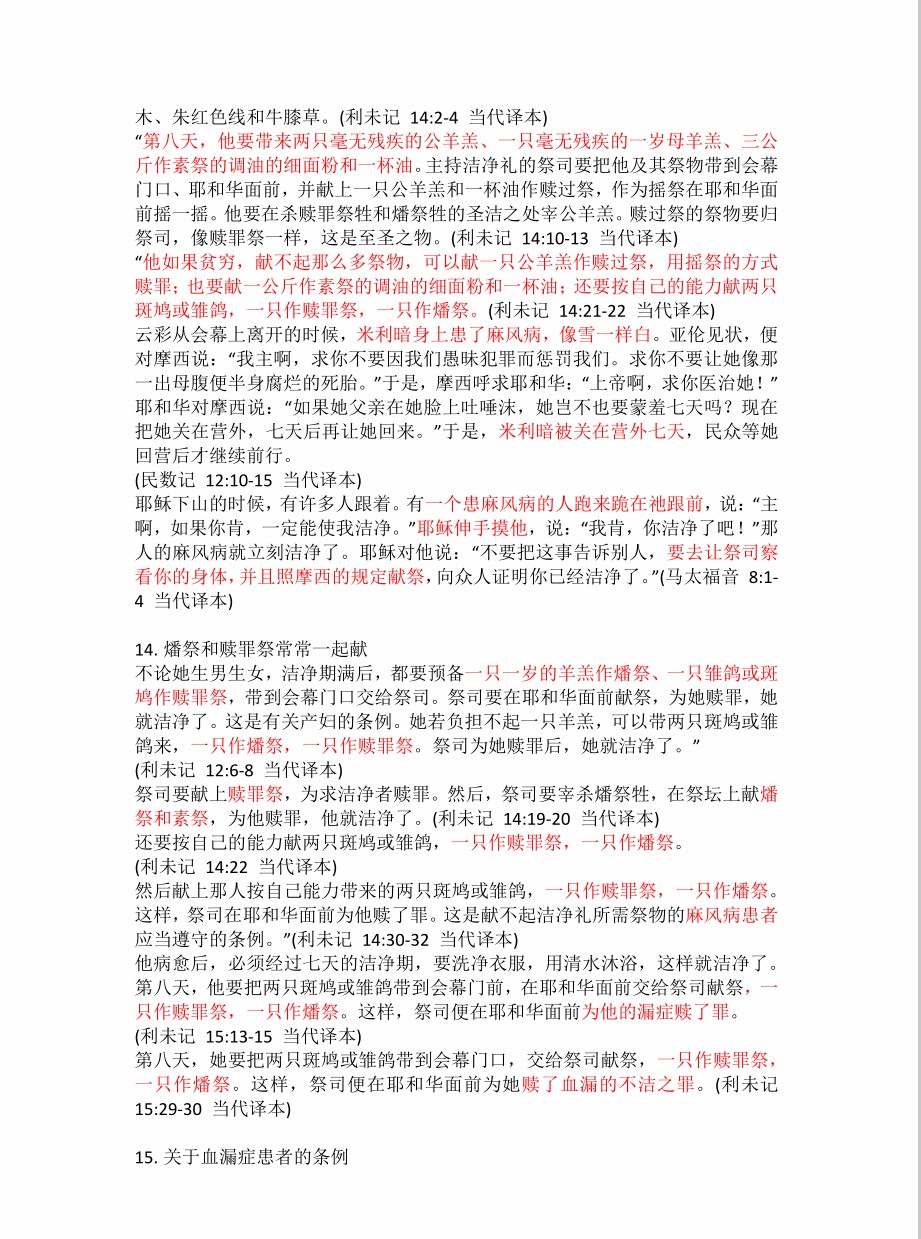 木、朱红色线和牛膝草。(利未记 14:2-4 当代译本)
“第八天，他要带来两只毫无残疾的公羊羔、一只毫无残疾的一岁母羊羔、三公
斤作素祭的调油的细面粉和一杯油。主持洁净礼的祭司要把他及其祭物带到会幕
门口、耶和华面前，并献上一只公羊羔和一杯油作赎过祭，作为摇祭在耶和华面
前摇一摇。他要在杀赎罪祭牲和燔祭牲的圣洁之处宰公羊羔。赎过祭的祭物要归
祭司，像赎罪祭一样，这是至圣之物。(利未记 14:10-13 当代译本)
“他如果贫穷，献不起那么多祭物，可以献一只公羊羔作赎过祭，用摇祭的方式
赎罪；也要献一公斤作素祭的调油的细面粉和一杯油；还要按自己的能力献两只
斑鸠或雏鸽，一只作赎罪祭，一只作燔祭。(利未记 14:21-22 当代译本)
云彩从会幕上离开的时候，米利暗身上患了麻风病，像雪一样白。亚伦见状，便
对摩西说：“我主啊，求你不要因我们愚昧犯罪而惩罚我们。求你不要让她像那
一出母腹便半身腐烂的死胎。”于是，摩西呼求耶和华：“上帝啊，求你医治她！”
耶和华对摩西说：“如果她父亲在她脸上吐唾沫，她岂不也要蒙羞七天吗？现在
把她关在营外，七天后再让她回来。”于是，米利暗被关在营外七天，民众等她
回营后才继续前行。
(民数记 12:10-15 当代译本)
耶稣下山的时候，有许多人跟着。有一个患麻风病的人跑来跪在祂跟前，说：“主
啊，如果你肯，一定能使我洁净。”耶稣伸手摸他，说：“我肯，你洁净了吧！”那
人的麻风病就立刻洁净了。耶稣对他说：“不要把这事告诉别人，要去让祭司察
看你的身体，并且照摩西的规定献祭，向众人证明你已经洁净了。”(马太福音 8:1-
4 当代译本)
14. 燔祭和赎罪祭常常一起献
不论她生男生女，洁净期满后，都要预备一只一岁的羊羔作燔祭、一只雏鸽或斑
鸠作赎罪祭，带到会幕门口交给祭司。祭司要在耶和华面前献祭，为她赎罪，她
就洁净了。这是有关产妇的条例。她若负担不起一只羊羔，可以带两只斑鸠或雏
鸽来，一只作燔祭，一只作赎罪祭。祭司为她赎罪后，她就洁净了。”
(利未记 12:6-8 当代译本)
祭司要献上赎罪祭，为求洁净者赎罪。然后，祭司要宰杀燔祭牲，在祭坛上献燔
祭和素祭，为他赎罪，他就洁净了。(利未记 14:19-20 当代译本)
还要按自己的能力献两只斑鸠或雏鸽，一只作赎罪祭，一只作燔祭。
(利未记 14:22 当代译本)
然后献上那人按自己能力带来的两只斑鸠或雏鸽，一只作赎罪祭，一只作燔祭。
这样，祭司在耶和华面前为他赎了罪。这是献不起洁净礼所需祭物的麻风病患者
应当遵守的条例。”(利未记 14:30-32 当代译本)
他病愈后，必须经过七天的洁净期，要洗净衣服，用清水沐浴，这样就洁净了。
第八天，他要把两只斑鸠或雏鸽带到会幕门前，在耶和华面前交给祭司献祭，一
只作赎罪祭，一只作燔祭。这样，祭司便在耶和华面前为他的漏症赎了罪。
(利未记 15:13-15 当代译本)
第八天，她要把两只斑鸠或雏鸽带到会幕门口，交给祭司献祭，一只作赎罪祭，
一只作燔祭。这样，祭司便在耶和华面前为她赎了血漏的不洁之罪。(利未记
15:29-30 当代译本)
15. 关于血漏症患者的条例